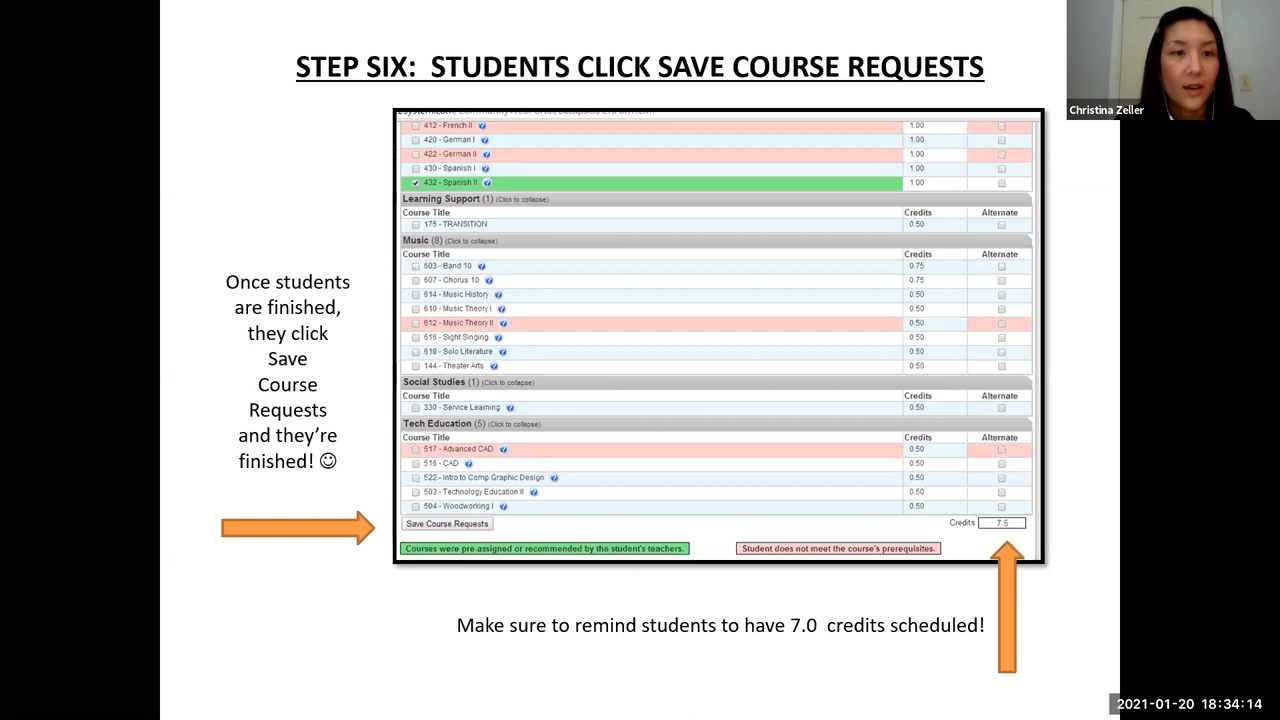 STEP SIX: STUDENTS CLICK SAVE COURSE REQUESTS
Christina Zeller
Once students
are finished,
they click
Save
Course
Requests
and they're
finished! ☺
412 - French II 1.00
420 - German I 1.00
422 - German II 1.00
430 - Spanish I 1.00
432 - Spanish II 1.00
Learning Support (1) (Click to collapse)
Course Title Credits Alternate
175 - TRANSITION 0.50
Music (8) (Click to collapse)
Course Title Credits Alternate
603 - Band 10 0.75
607 - Chorus 10 0.75
614 - Music History 0.50
610 - Music Theory I 0.50
612 - Music Theory II 0.50
616 - Sight Singing 0.50
618 - Solo Literature 0.50
144 - Theater Arts 0.50
Social Studies (1) (Click to collapse)
Course Title Credits Alternate
330 - Service Learning 0.50
Tech Education (5) (Click to collapse)
Course Title Credits Alternate
517 - Advanced CAD 0.50
516 - CAD 0.50
522 - Intro to Comp Graphic Design 0.50
503 - Technology Education II 0.50
504 - Woodworking I 0.50
Save Course Requests Credits 7.5
Courses were pre-assigned or recommended by the student's teachers. Student does not meet the course's prerequisites.
Make sure to remind students to have 7.0 credits scheduled!
2021-01-20 18:34:14